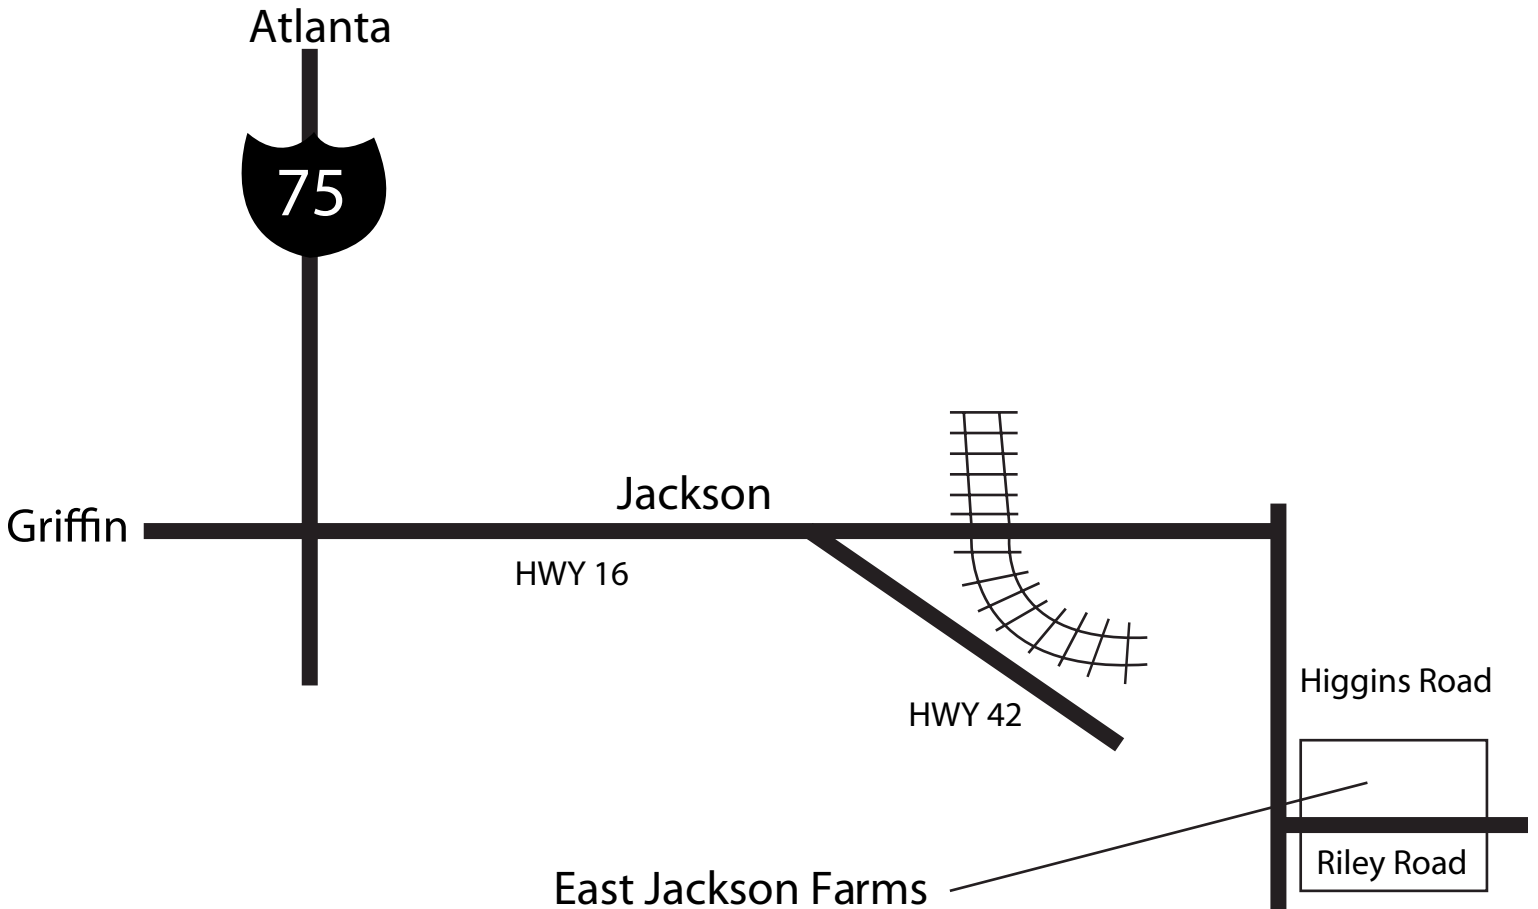 Atlanta
75
Jackson
Griffin
HWY 16
Higgins Road
HWY 42
Riley Road
East Jackson Farms